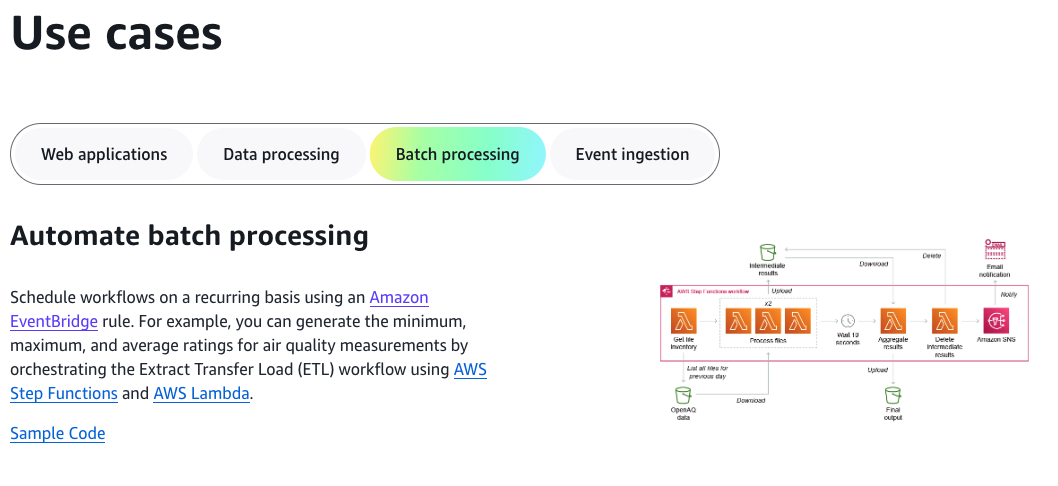 Use cases
Web applications
Data processing
Batch processing
Event ingestion
Automate batch processing
Schedule workflows on a recurring basis using an Amazon
EventBridge rule. For example, you can generate the minimum,
maximum, and average ratings for air quality measurements by
orchestrating the Extract Transfer Load (ETL) workflow using AWS
Step Functions and AWS Lambda.
Sample Code
Intermediate
results
Download
Delete
Email
notification
AWS Step Functions workflow
Upload
Notify
x2
Get file
inventory
Process files
Wait 10
seconds
Aggregate
results
Delete
intermediate
results
Amazon SNS
List all files for
previous day
Upload
OpenAQ
data
Download
Final
output